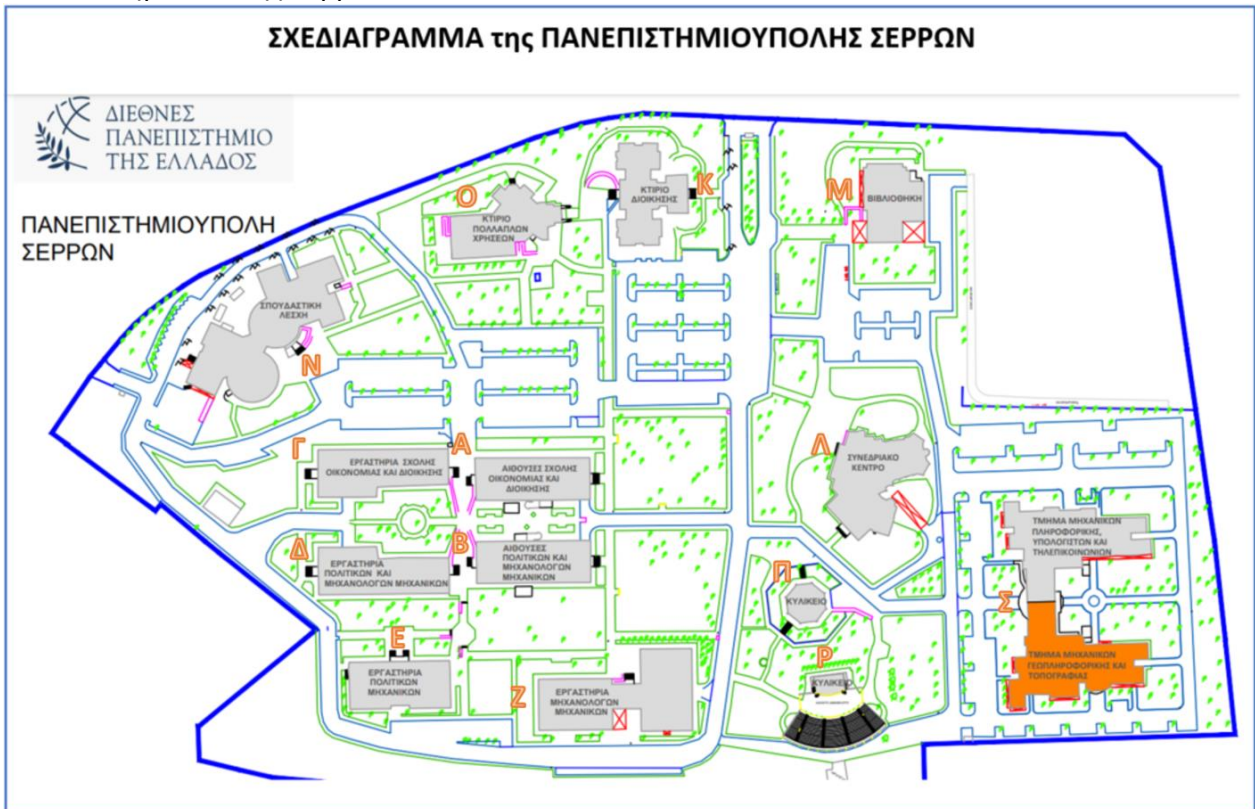 ΣΧΕΔΙΑΓΡΑΜΜΑ της ΠΑΝΕΠΙΣΤΗΜΙΟΥΠΟΛΗΣ ΣΕΡΡΩΝ
ΔΙΕΘΝΕΣ
ΠΑΝΕΠΙΣΤΗΜΙΟ
ΤΗΣ ΕΛΛΑΔΟΣ
ΠΑΝΕΠΙΣΤΗΜΙΟΥΠΟΛΗ
ΣΕΡΡΩΝ
Ο
ΚΤΙΡΙΟ
ΠΟΛΛΑΠΛΩΝ
ΧΡΗΣΕΩΝ
Κ
ΚΤΙΡΙΟ
ΔΙΟΙΚΗΣΗΣ
Μ
ΒΙΒΛΙΟΘΗΚΗ
ΣΠΟΥΔΑΣΤΙΚΗ
ΛΕΣΧΗ
Ν
Γ
ΕΡΓΑΣΤΗΡΙΑ ΣΧΟΛΗΣ
ΟΙΚΟΝΟΜΙΑΣ ΚΑΙ ΔΙΟΙΚΗΣΗΣ
Α
ΑΙΘΟΥΣΕΣ ΣΧΟΛΗΣ
ΟΙΚΟΝΟΜΙΑΣ ΚΑΙ
ΔΙΟΙΚΗΣΗΣ
Λ
ΣΥΝΕΔΡΙΑΚΟ
ΚΕΝΤΡΟ
Δ
ΕΡΓΑΣΤΗΡΙΑ
ΠΟΛΙΤΙΚΩΝ ΚΑΙ
ΜΗΧΑΝΟΛΟΓΩΝ ΜΗΧΑΝΙΚΩΝ
Β
ΑΙΘΟΥΣΕΣ
ΠΟΛΙΤΙΚΩΝ ΚΑΙ
ΜΗΧΑΝΟΛΟΓΩΝ
ΜΗΧΑΝΙΚΩΝ
Π
ΚΥΛΙΚΕΙΟ
Σ
ΤΜΗΜΑ ΜΗΧΑΝΙΚΩΝ
ΠΛΗΡΟΦΟΡΙΚΗΣ,
ΥΠΟΛΟΓΙΣΤΩΝ ΚΑΙ
ΤΗΛΕΠΙΚΟΙΝΩΝΙΩΝ
Ε
ΕΡΓΑΣΤΗΡΙΑ
ΠΟΛΙΤΙΚΩΝ
ΜΗΧΑΝΙΚΩΝ
Ζ
ΕΡΓΑΣΤΗΡΙΑ
ΜΗΧΑΝΟΛΟΓΩΝ
ΜΗΧΑΝΙΚΩΝ
Ρ
ΚΥΛΙΚΕΙΟ
ΤΜΗΜΑ ΜΗΧΑΝΙΚΩΝ
ΓΕΩΠΛΗΡΟΦΟΡΙΚΗΣ ΚΑΙ
ΤΟΠΟΓΡΑΦΙΑΣ